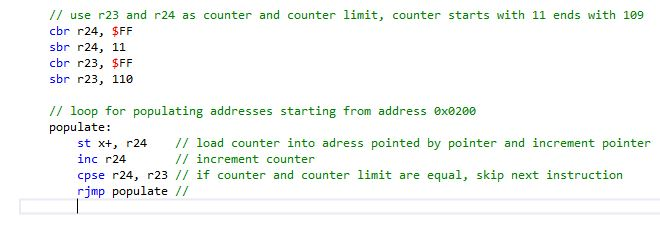 // use r23 and r24 as counter and counter limit, counter starts with 11 ends with 109
cbr r24, $FF
sbr r24, 11
cbr r23, $FF
sbr r23, 110
// loop for populating addresses starting from address 0x0200
populate:
st x+, r24 // load counter into adress pointed by pointer and increment pointer
inc r24 // increment counter
cpse r24, r23 // if counter and counter limit are equal, skip next instruction
rjmp populate //